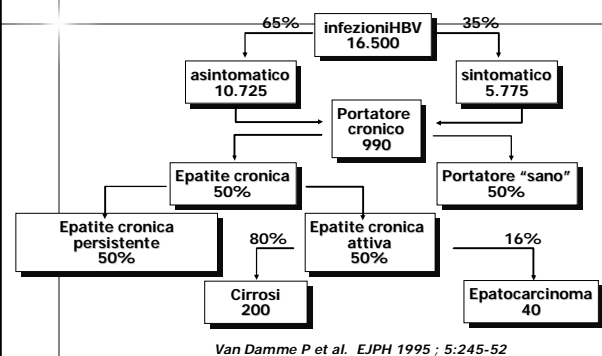 65%
infezioniHBV
16.500
35%
asintomatico
10.725
sintomatico
5.775
Portatore
cronico
990
Epatite cronica
50%
Portatore “sano”
50%
Epatite cronica
persistente
50%
Epatite cronica
attiva
50%
80%
16%
Cirrosi
200
Epatocarcinoma
40
Van Damme P et al. EJPH 1995 ; 5:245-52